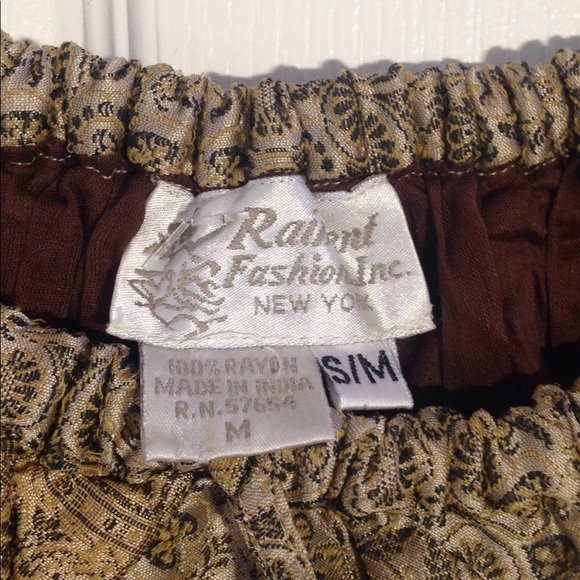 Radiant
Fashion Inc.
NEW YORK
100% RAYON
MADE IN INDIA
R.N. 57654
M
S/M